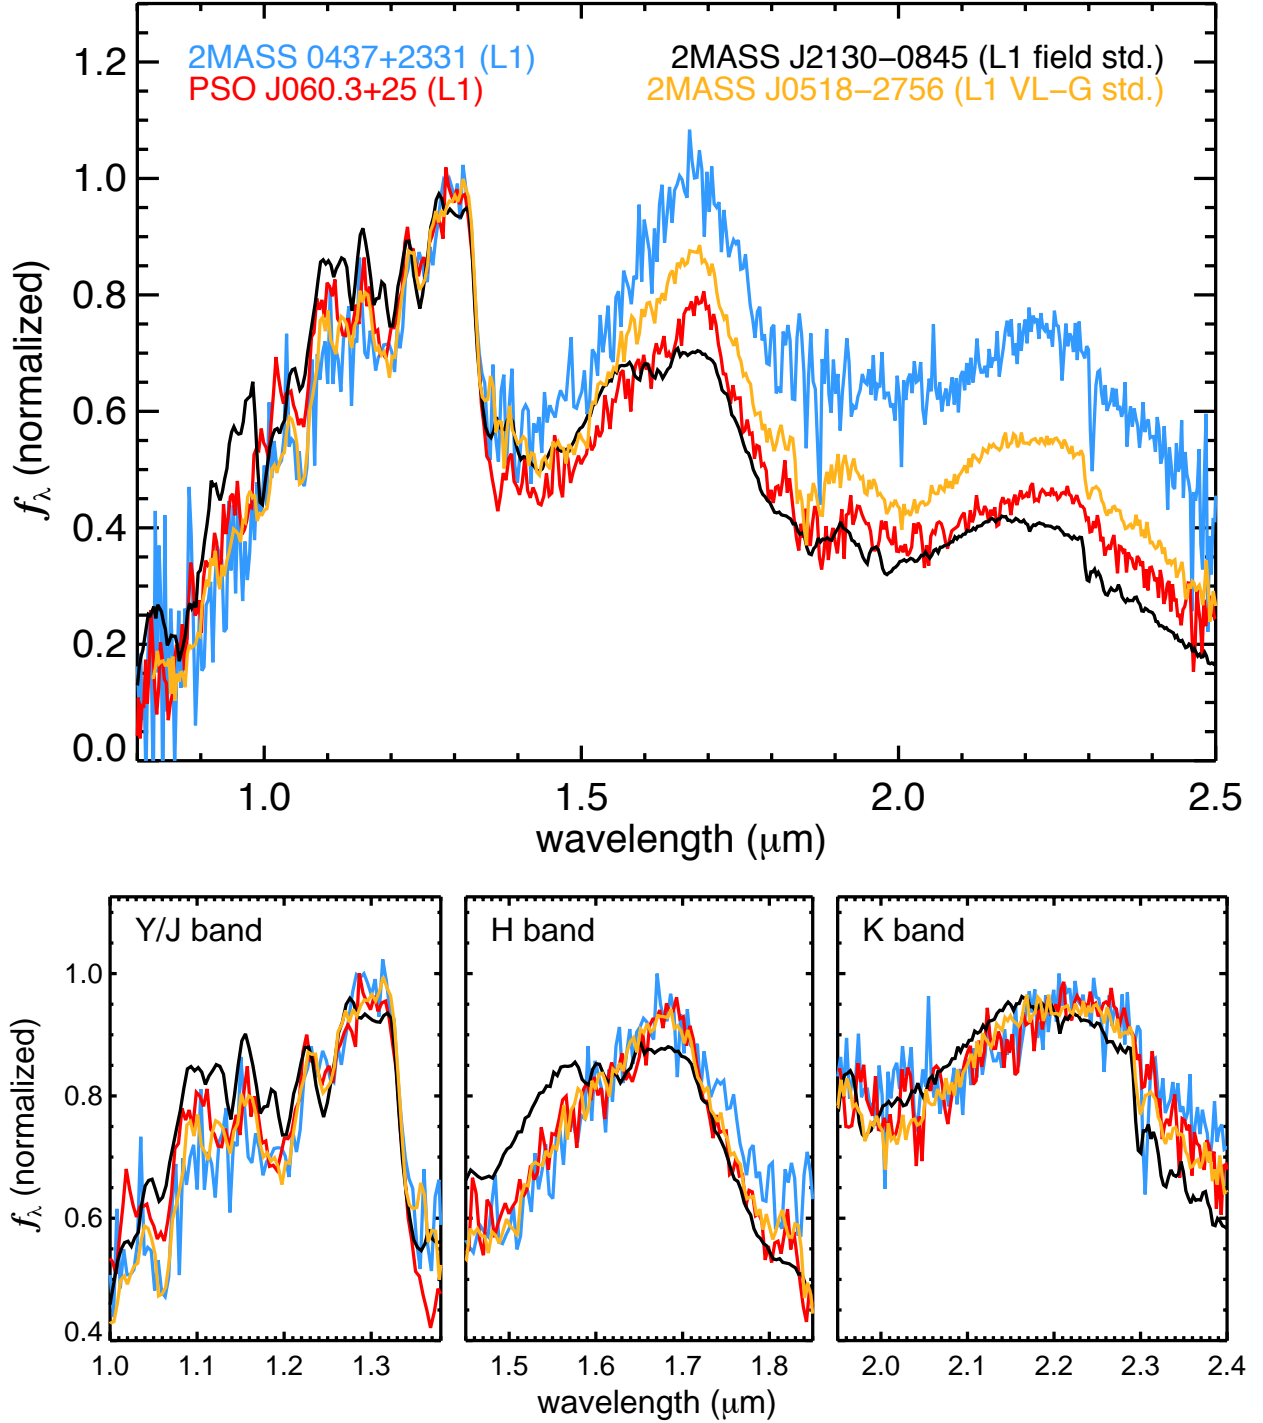 2MASS 0437+2331 (L1)
PSO J060.3+25 (L1)
2MASS J2130−0845 (L1 field std.)
2MASS J0518−2756 (L1 VL−G std.)
1.2
1.0
0.8
0.6
0.4
0.2
0.0
fλ (normalized)
1.0 1.5 2.0 2.5
wavelength (μm)
Y/J band
H band
K band
1.0
0.8
0.6
0.4
fλ (normalized)
1.0 1.1 1.2 1.3
1.5 1.6 1.7 1.8
2.0 2.1 2.2 2.3 2.4
wavelength (μm)